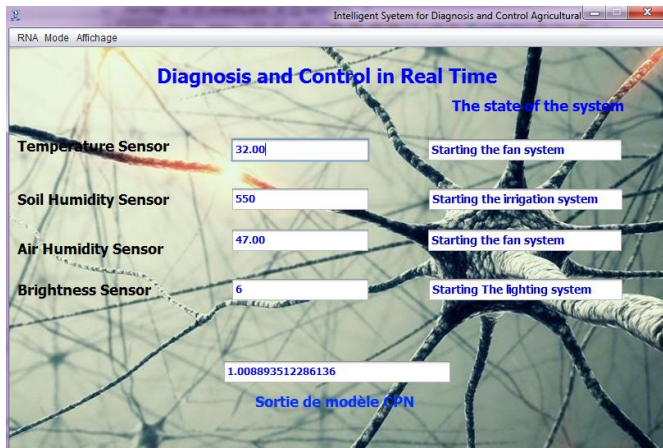 Intelligent Syetem for Diagnosis and Control Agricultural
RNA Mode Affichage
Diagnosis and Control in Real Time
The state of the system
Temperature Sensor 32.00 Starting the fan system
Soil Humidity Sensor 550 Starting the irrigation system
Air Humidity Sensor 47.00 Starting the fan system
Brightness Sensor 6 Starting The lighting system
1.008893512286136
Sortie de modèle CPN